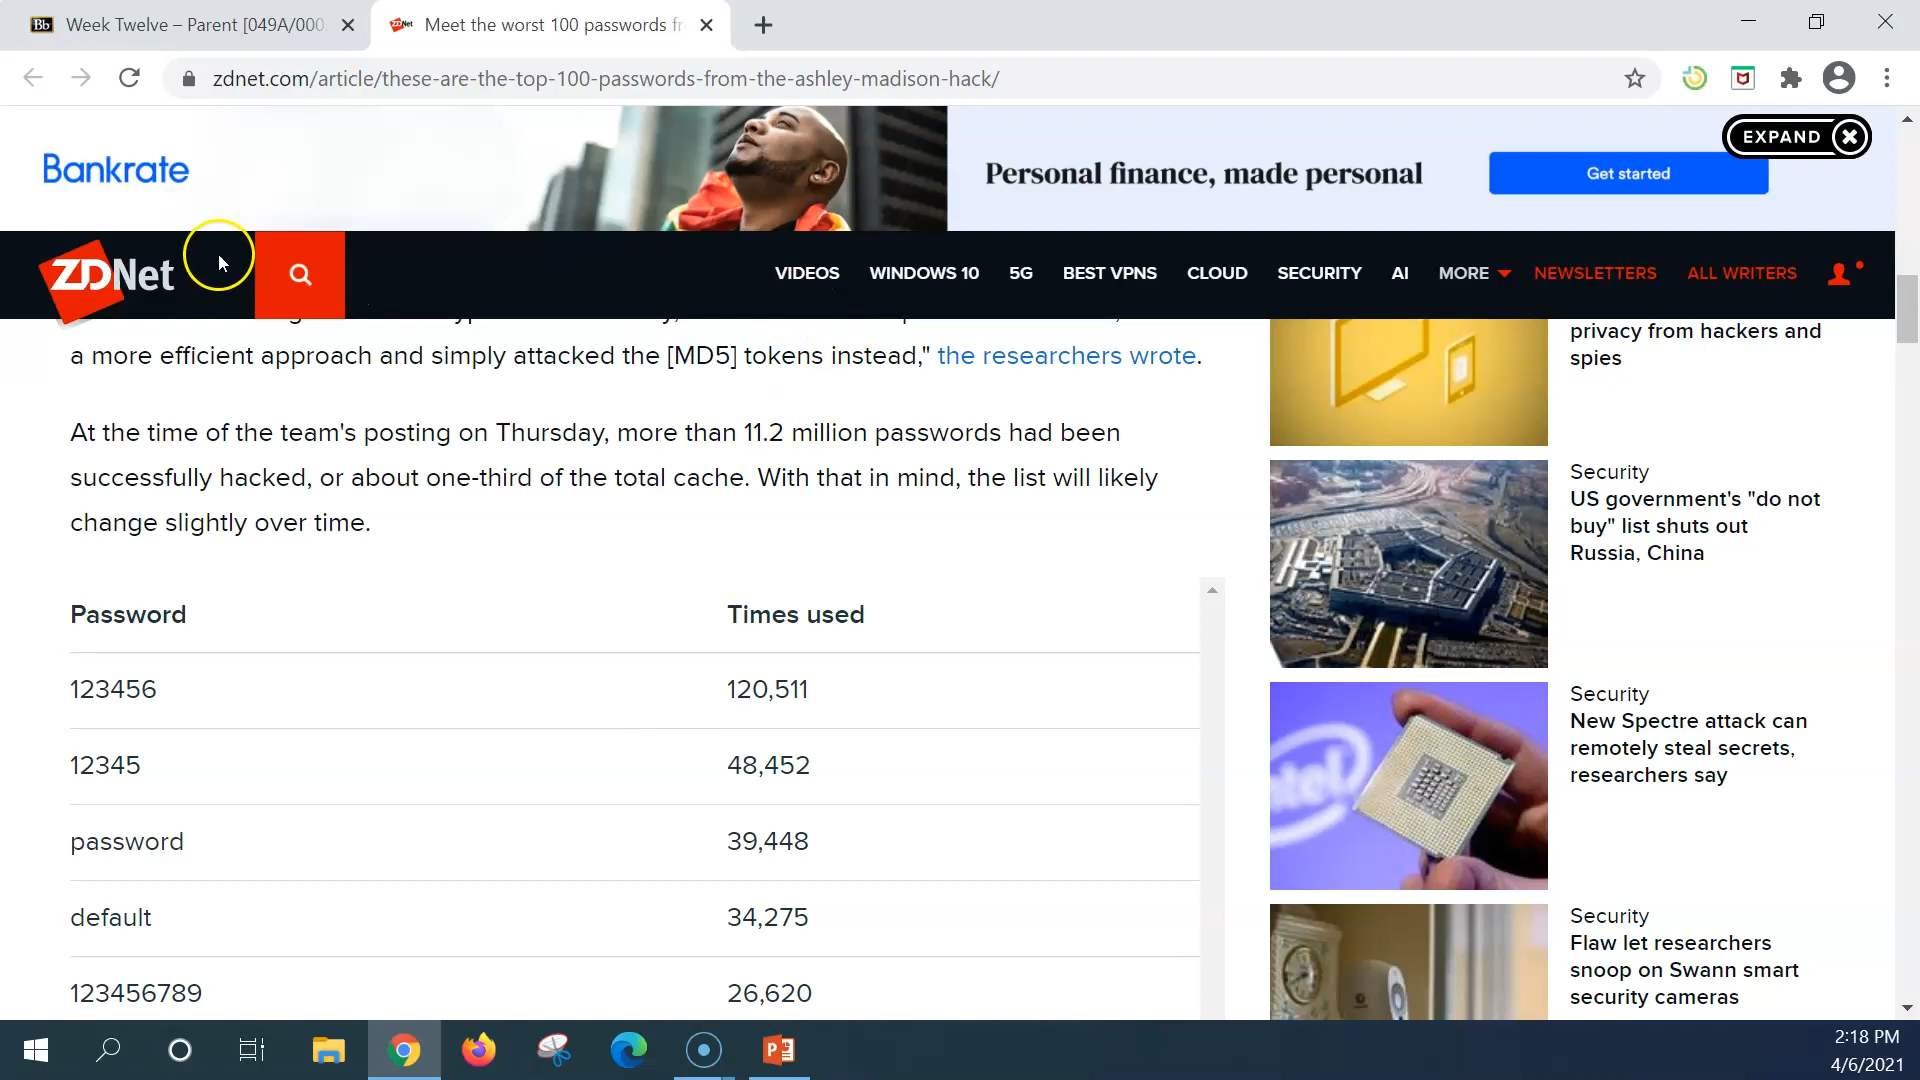 Week Twelve – Parent [049A/000
Meet the worst 100 passwords fr
zdnet.com/article/these-are-the-top-100-passwords-from-the-ashley-madison-hack/
Bankrate
Personal finance, made personal
Get started
EXPAND
ZDNet
VIDEOS WINDOWS 10 5G BEST VPNS CLOUD SECURITY AI MORE NEWSLETTERS ALL WRITERS
a more efficient approach and simply attacked the [MD5] tokens instead," the researchers wrote.
At the time of the team's posting on Thursday, more than 11.2 million passwords had been
successfully hacked, or about one-third of the total cache. With that in mind, the list will likely
change slightly over time.
Password Times used
123456 120,511
12345 48,452
password 39,448
default 34,275
123456789 26,620
privacy from hackers and
spies
Security
US government's "do not
buy" list shuts out
Russia, China
intel
Security
New Spectre attack can
remotely steal secrets,
researchers say
Security
Flaw let researchers
snoop on Swann smart
security cameras
2:18 PM
4/6/2021